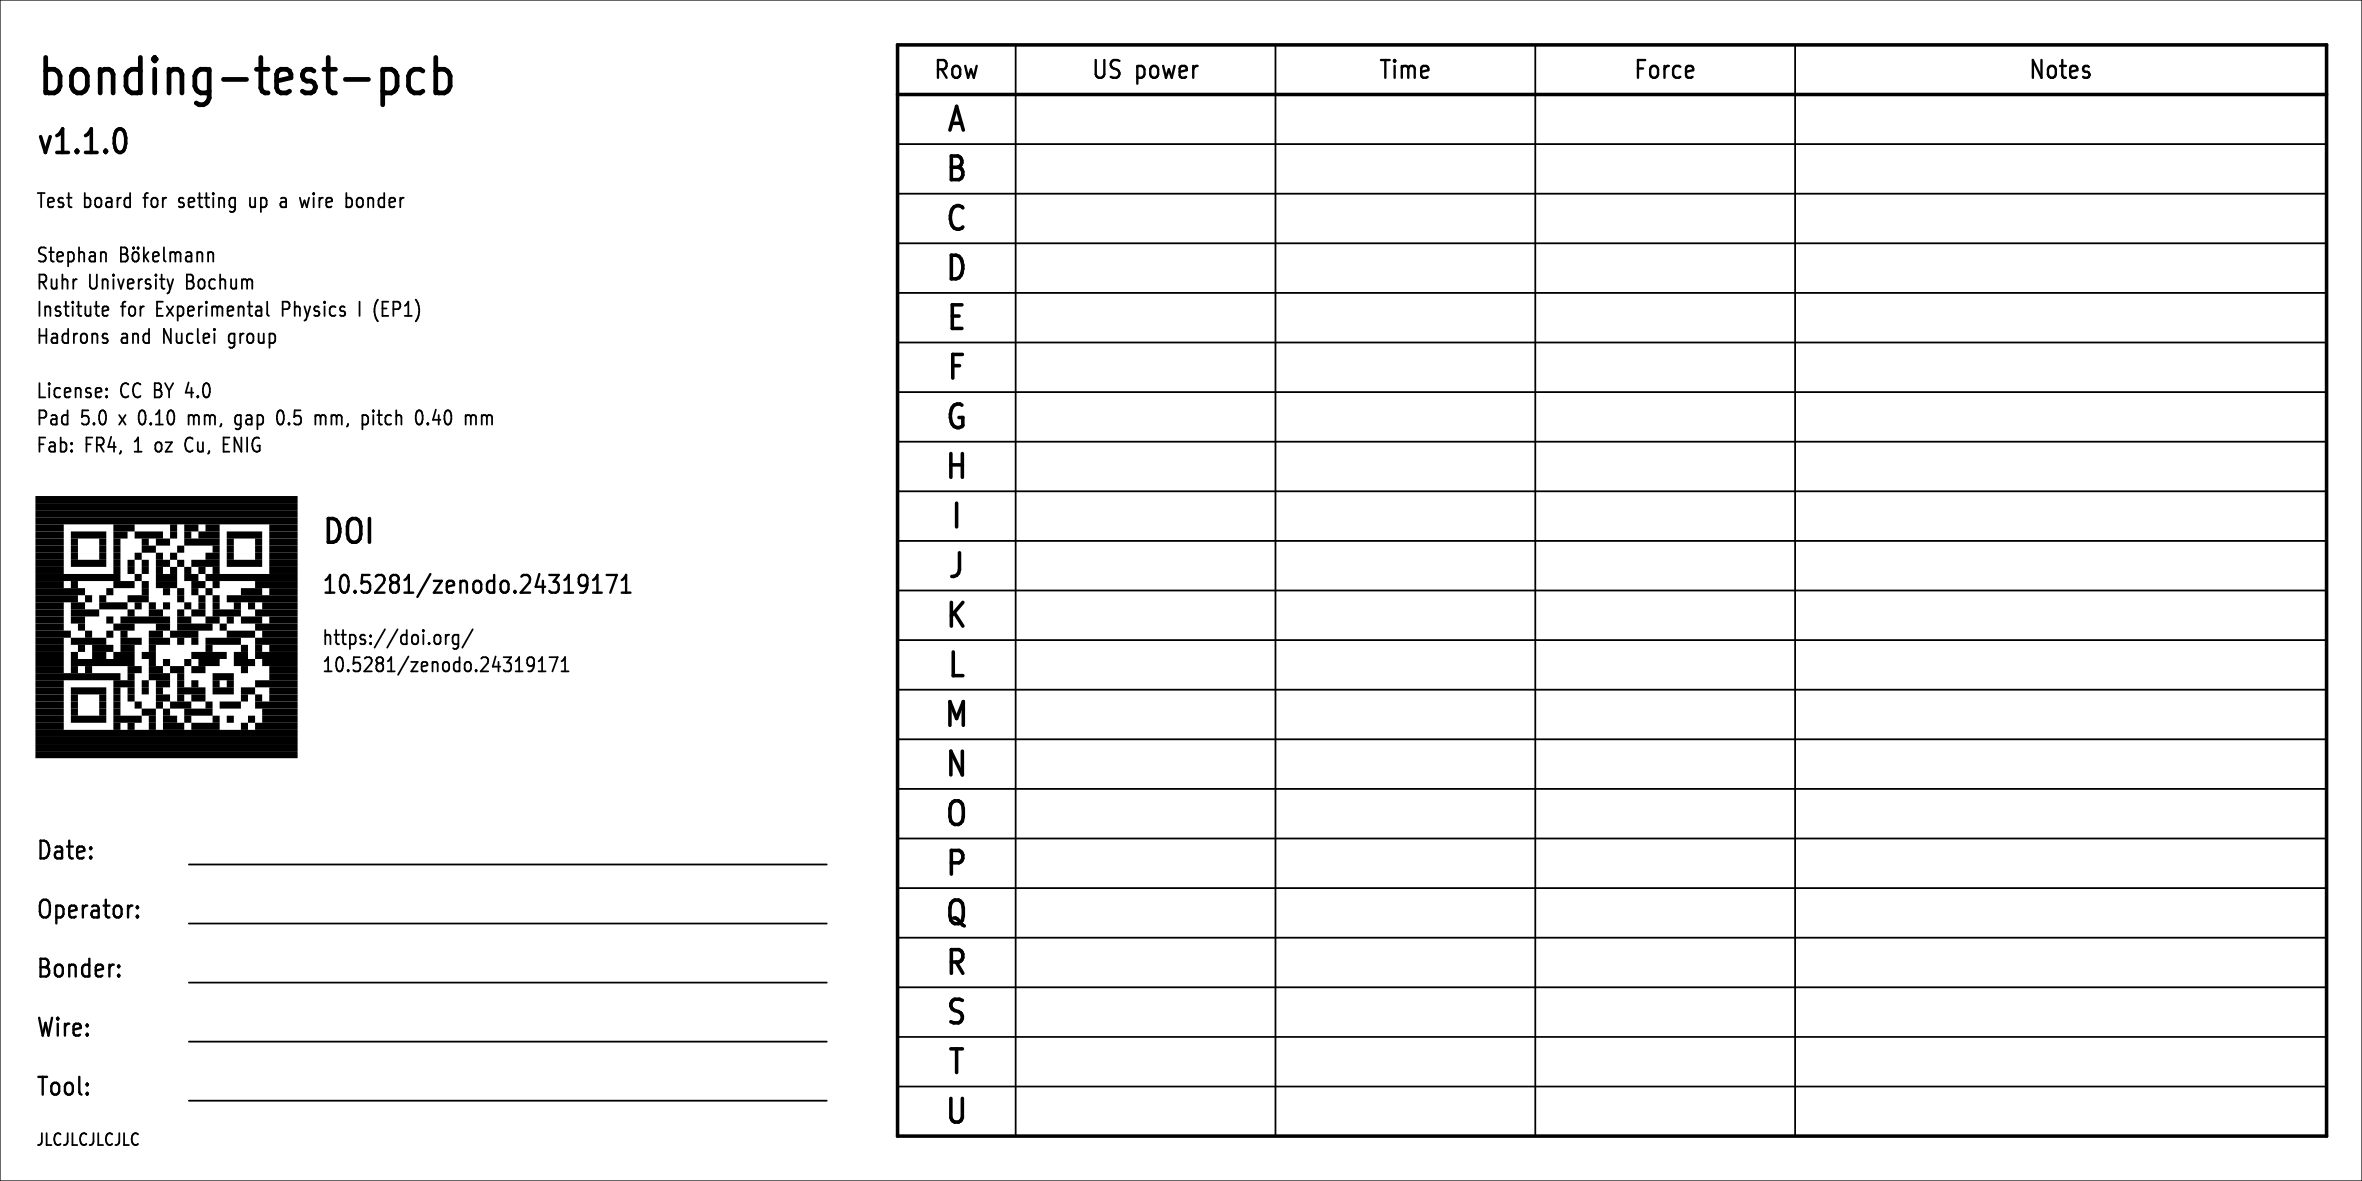 bonding-test-pcb
v1.1.0
Test board for setting up a wire bonder
Stephan Bökelmann
Ruhr University Bochum
Institute for Experimental Physics I (EP1)
Hadrons and Nuclei group
License: CC BY 4.0
Pad 5.0 x 0.10 mm, gap 0.5 mm, pitch 0.40 mm
Fab: FR4, 1 oz Cu, ENIG
DOI
10.5281/zenodo.24319171
https://doi.org/
10.5281/zenodo.24319171
Date:
Operator:
Bonder:
Wire:
Tool:
JLCJLCJLCJLC
Row US power Time Force Notes
A
B
C
D
E
F
G
H
I
J
K
L
M
N
O
P
Q
R
S
T
U